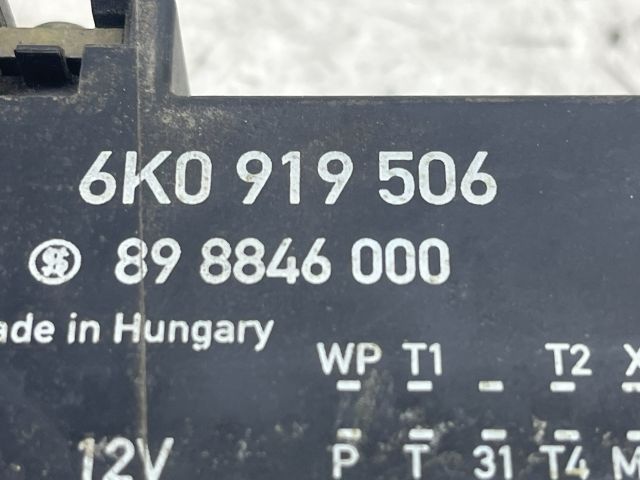 6K0 919 506
89 8846 000
ade in Hungary
WP T1 – T2 X
12V P T 31 T4 M